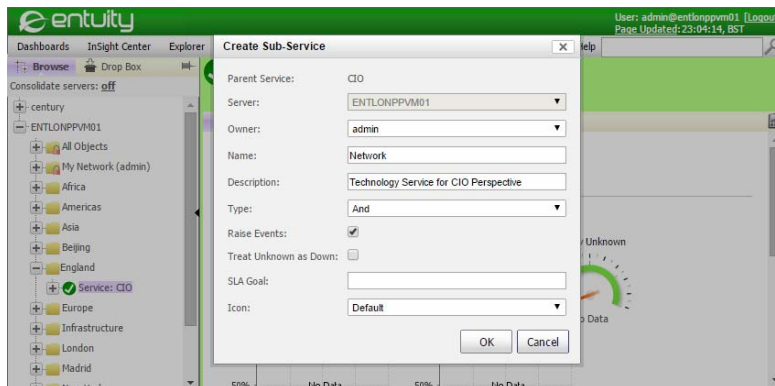 entuity
User: admin@entlonppvm01 [Logou
Page Updated:23:04:14, BST
Dashboards InSight Center Explorer
Help
Browse Drop Box
Consolidate servers: off
century
ENTLONPPVM01
All Objects
My Network (admin)
Africa
Americas
Asia
Beijing
England
Service: CIO
Europe
Infrastructure
London
Madrid
Create Sub-Service
Parent Service: CIO
Server: ENTLONPPVM01
Owner: admin
Name: Network
Description: Technology Service for CIO Perspective
Type: And
Raise Events:
Treat Unknown as Down:
SLA Goal:
Icon: Default
OK Cancel
Unknown
Data
50% No Data 50% No Data